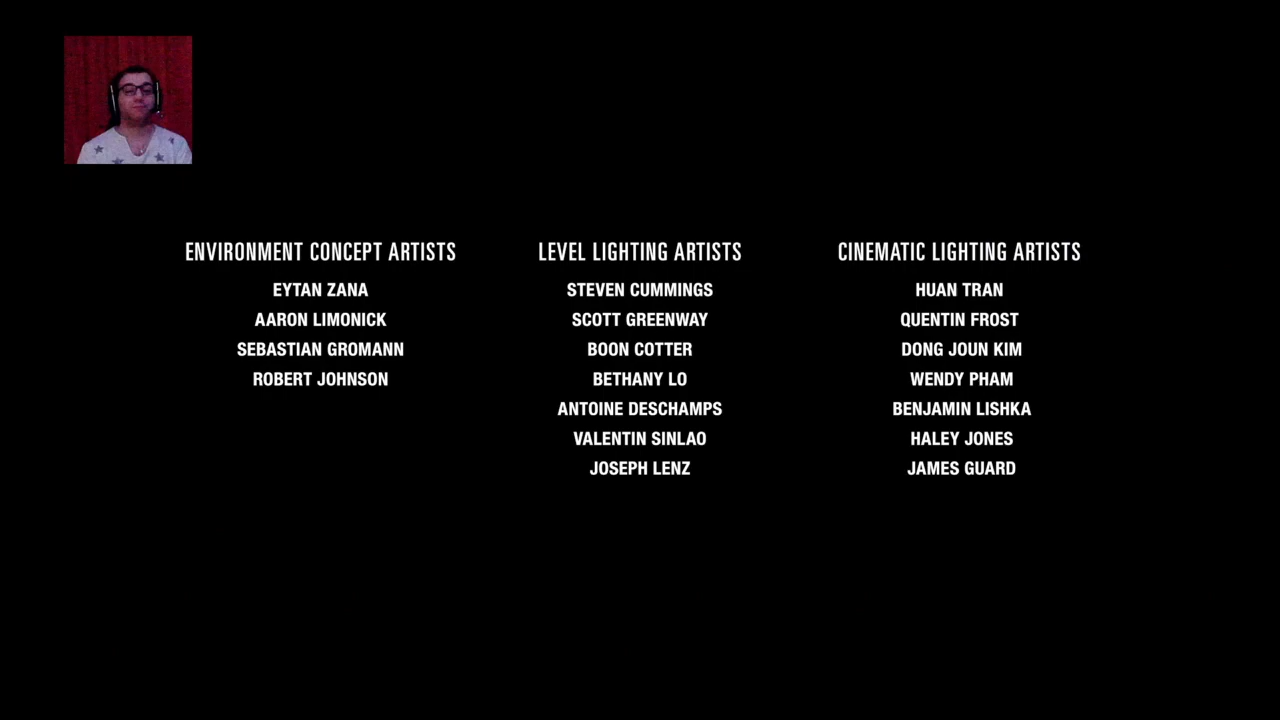 ENVIRONMENT CONCEPT ARTISTS
EYTAN ZANA
AARON LIMONICK
SEBASTIAN GROMANN
ROBERT JOHNSON
LEVEL LIGHTING ARTISTS
STEVEN CUMMINGS
SCOTT GREENWAY
BOON COTTER
BETHANY LO
ANTOINE DESCHAMPS
VALENTIN SINLAO
JOSEPH LENZ
CINEMATIC LIGHTING ARTISTS
HUAN TRAN
QUENTIN FROST
DONG JOUN KIM
WENDY PHAM
BENJAMIN LISHKA
HALEY JONES
JAMES GUARD